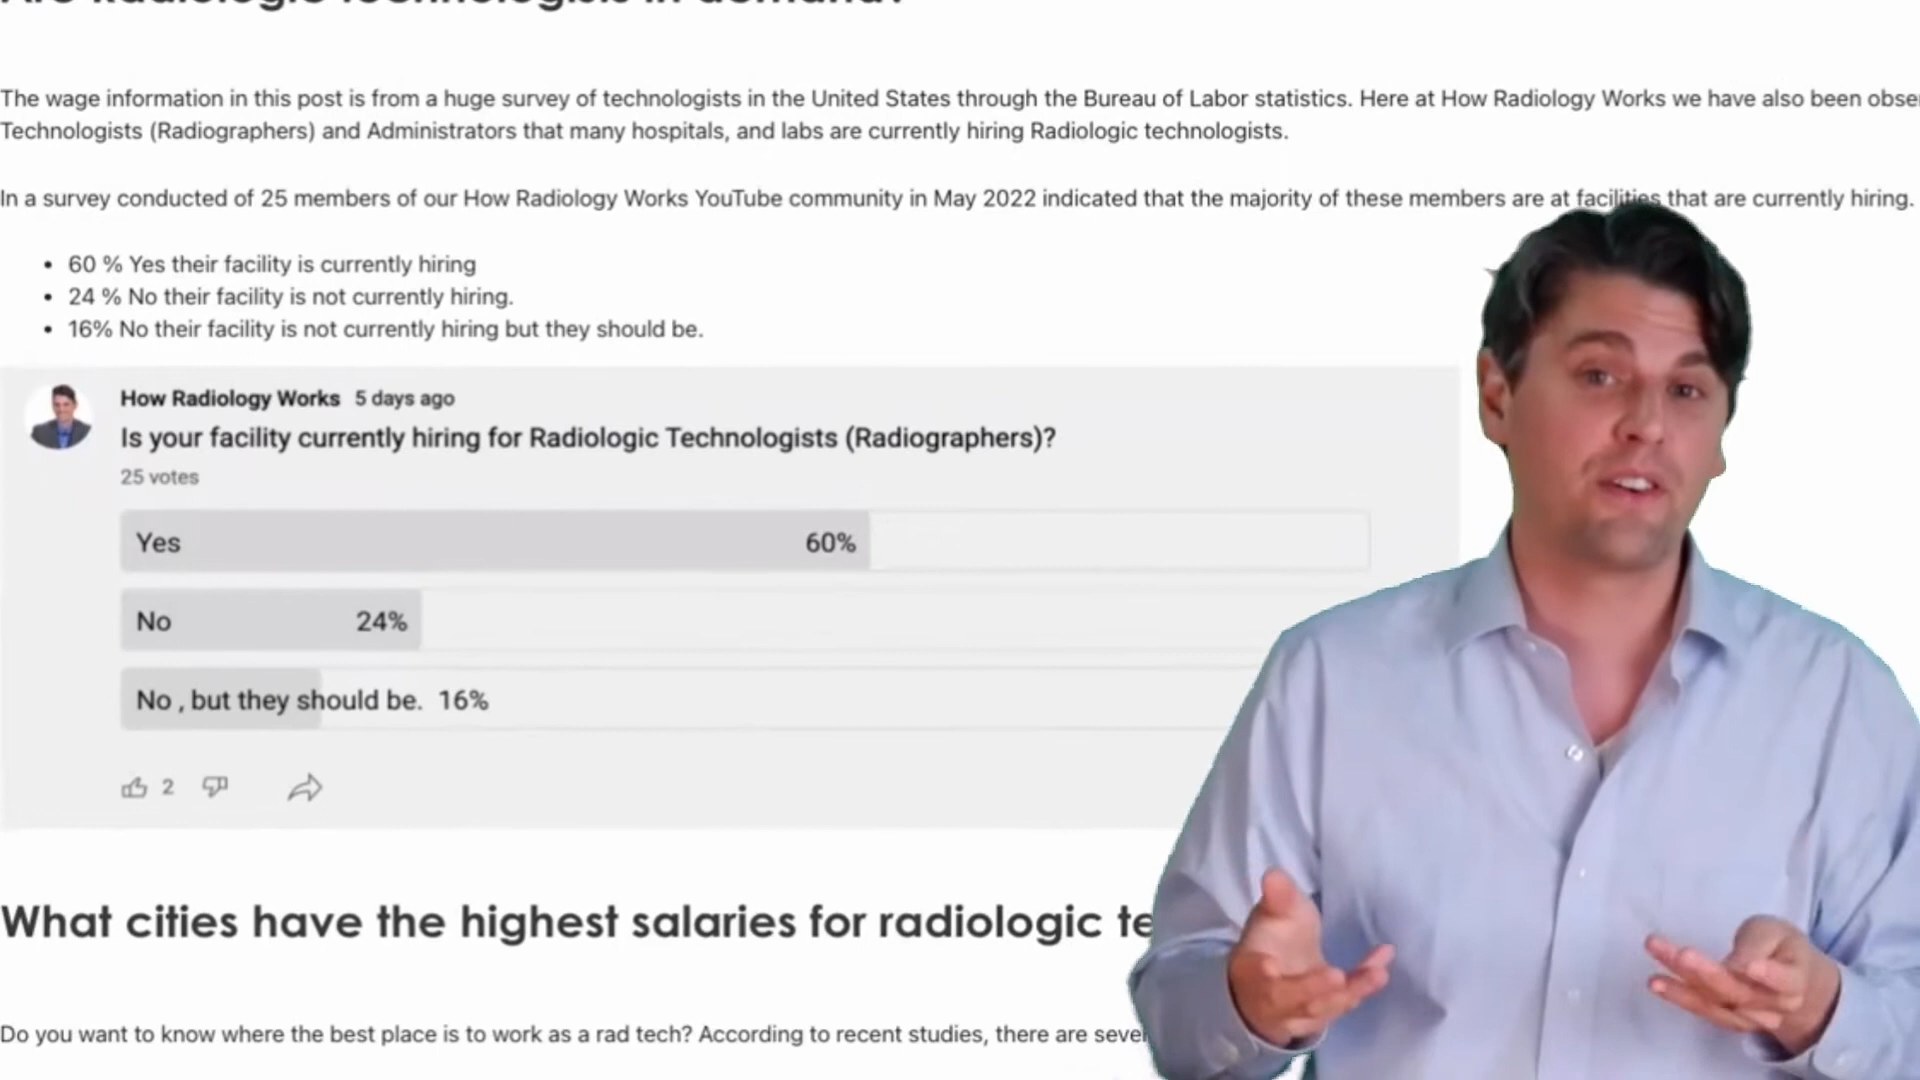 Are Radiologic technologists in demand?
The wage information in this post is from a huge survey of technologists in the United States through the Bureau of Labor statistics. Here at How Radiology Works we have also been
Technologists (Radiographers) and Administrators that many hospitals, and labs are currently hiring Radiologic technologists.
In a survey conducted of 25 members of our How Radiology Works YouTube community in May 2022 indicated that the majority of these members are at facilities that are currently hiring.
• 60 % Yes their facility is currently hiring
• 24 % No their facility is not currently hiring.
• 16% No their facility is not currently hiring but they should be.
How Radiology Works 5 days ago
Is your facility currently hiring for Radiologic Technologists (Radiographers)?
25 votes
Yes 60%
No 24%
No , but they should be. 16%
2
What cities have the highest salaries for radiologic
Do you want to know where the best place is to work as a rad tech? According to recent studies, there are